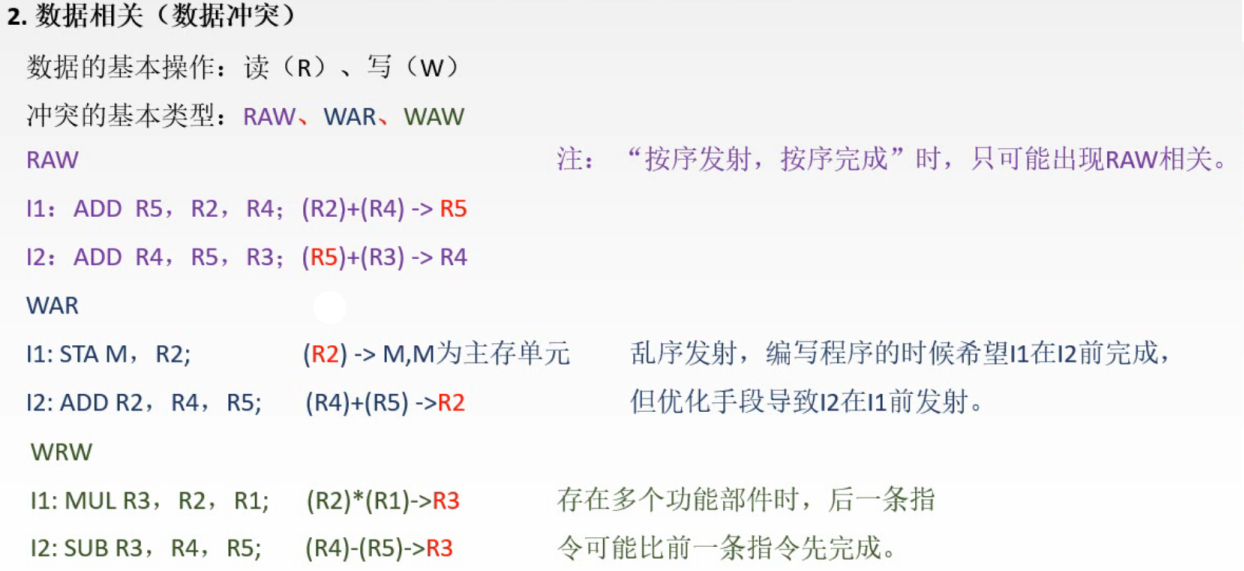 2. 数据相关（数据冲突）
数据的基本操作：读（R）、写（W）
冲突的基本类型：RAW、WAR、WAW
RAW 注： “按序发射，按序完成”时，只可能出现RAW相关。
I1： ADD R5， R2， R4； (R2)+(R4) -> R5
I2： ADD R4， R5， R3； (R5)+(R3) -> R4
WAR
I1: STA M， R2; (R2) -> M,M为主存单元 乱序发射，编写程序的时候希望I1在I2前完成，
I2: ADD R2， R4， R5; (R4)+(R5) ->R2 但优化手段导致I2在I1前发射。
WRW
I1: MUL R3， R2， R1; (R2)*(R1)->R3 存在多个功能部件时，后一条指
I2: SUB R3， R4， R5; (R4)-(R5)->R3 令可能比前一条指令先完成。